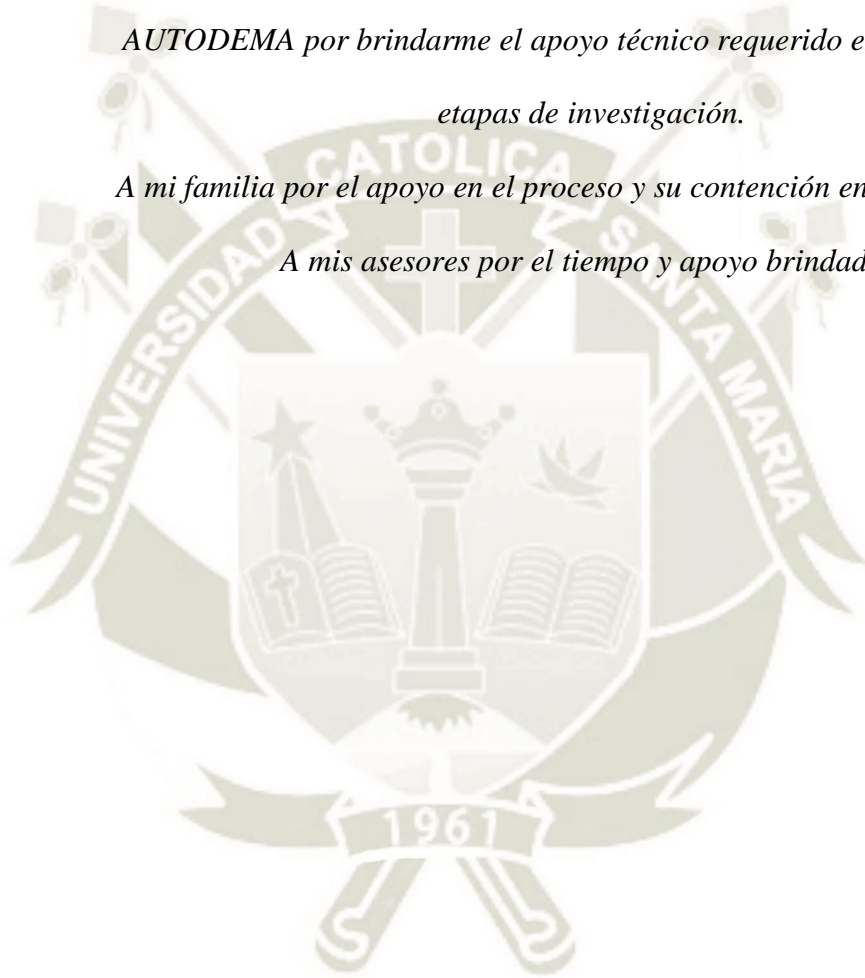 AUTODEMA por brindarme el apoyo técnico requerido e
etapas de investigación.
A mi familia por el apoyo en el proceso y su contención en
A mis asesores por el tiempo y apoyo brindad
UNIVERSIDAD CATOLICA SANTA MARIA
1961